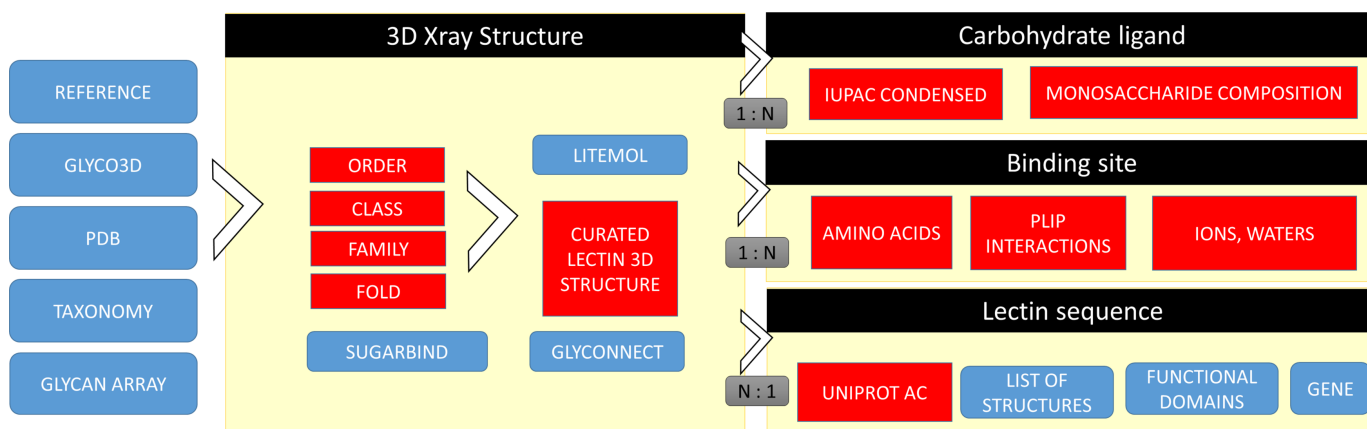 REFERENCE
GLYCO3D
PDB
TAXONOMY
GLYCAN ARRAY
3D Xray Structure
ORDER
CLASS
FAMILY
FOLD
LITEMOL
CURATED
LECTIN 3D
STRUCTURE
SUGARBIND
GLYCONNECT
1 : N
Carbohydrate ligand
IUPAC CONDENSED
MONOSACCHARIDE COMPOSITION
1 : N
Binding site
AMINO ACIDS
PLIP
INTERACTIONS
IONS, WATERS
N : 1
Lectin sequence
UNIPROT AC
LIST OF
STRUCTURES
FUNCTIONAL
DOMAINS
GENE